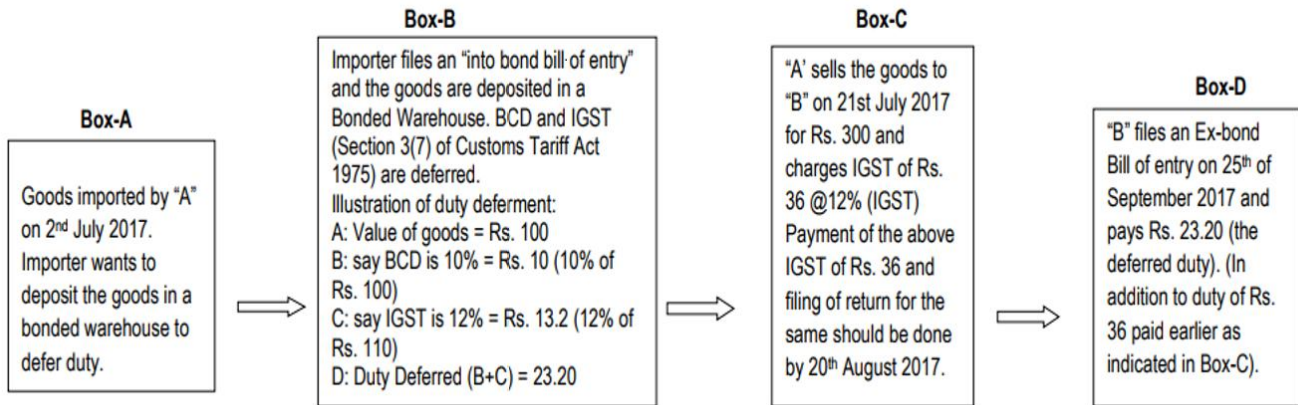 Box-A
Goods imported by "A"
on 2nd July 2017.
Importer wants to
deposit the goods in a
bonded warehouse to
defer duty.
Box-B
Importer files an "into bond bill of entry"
and the goods are deposited in a
Bonded Warehouse. BCD and IGST
(Section 3(7) of Customs Tariff Act
1975) are deferred.
Illustration of duty deferment:
A: Value of goods = Rs. 100
B: say BCD is 10% = Rs. 10 (10% of
Rs. 100)
C: say IGST is 12% = Rs. 13.2 (12% of
Rs. 110)
D: Duty Deferred (B+C) = 23.20
Box-C
"A' sells the goods to
"B" on 21st July 2017
for Rs. 300 and
charges IGST of Rs.
36 @12% (IGST)
Payment of the above
IGST of Rs. 36 and
filing of return for the
same should be done
by 20th August 2017.
Box-D
"B" files an Ex-bond
Bill of entry on 25th of
September 2017 and
pays Rs. 23.20 (the
deferred duty). (In
addition to duty of Rs.
36 paid earlier as
indicated in Box-C).